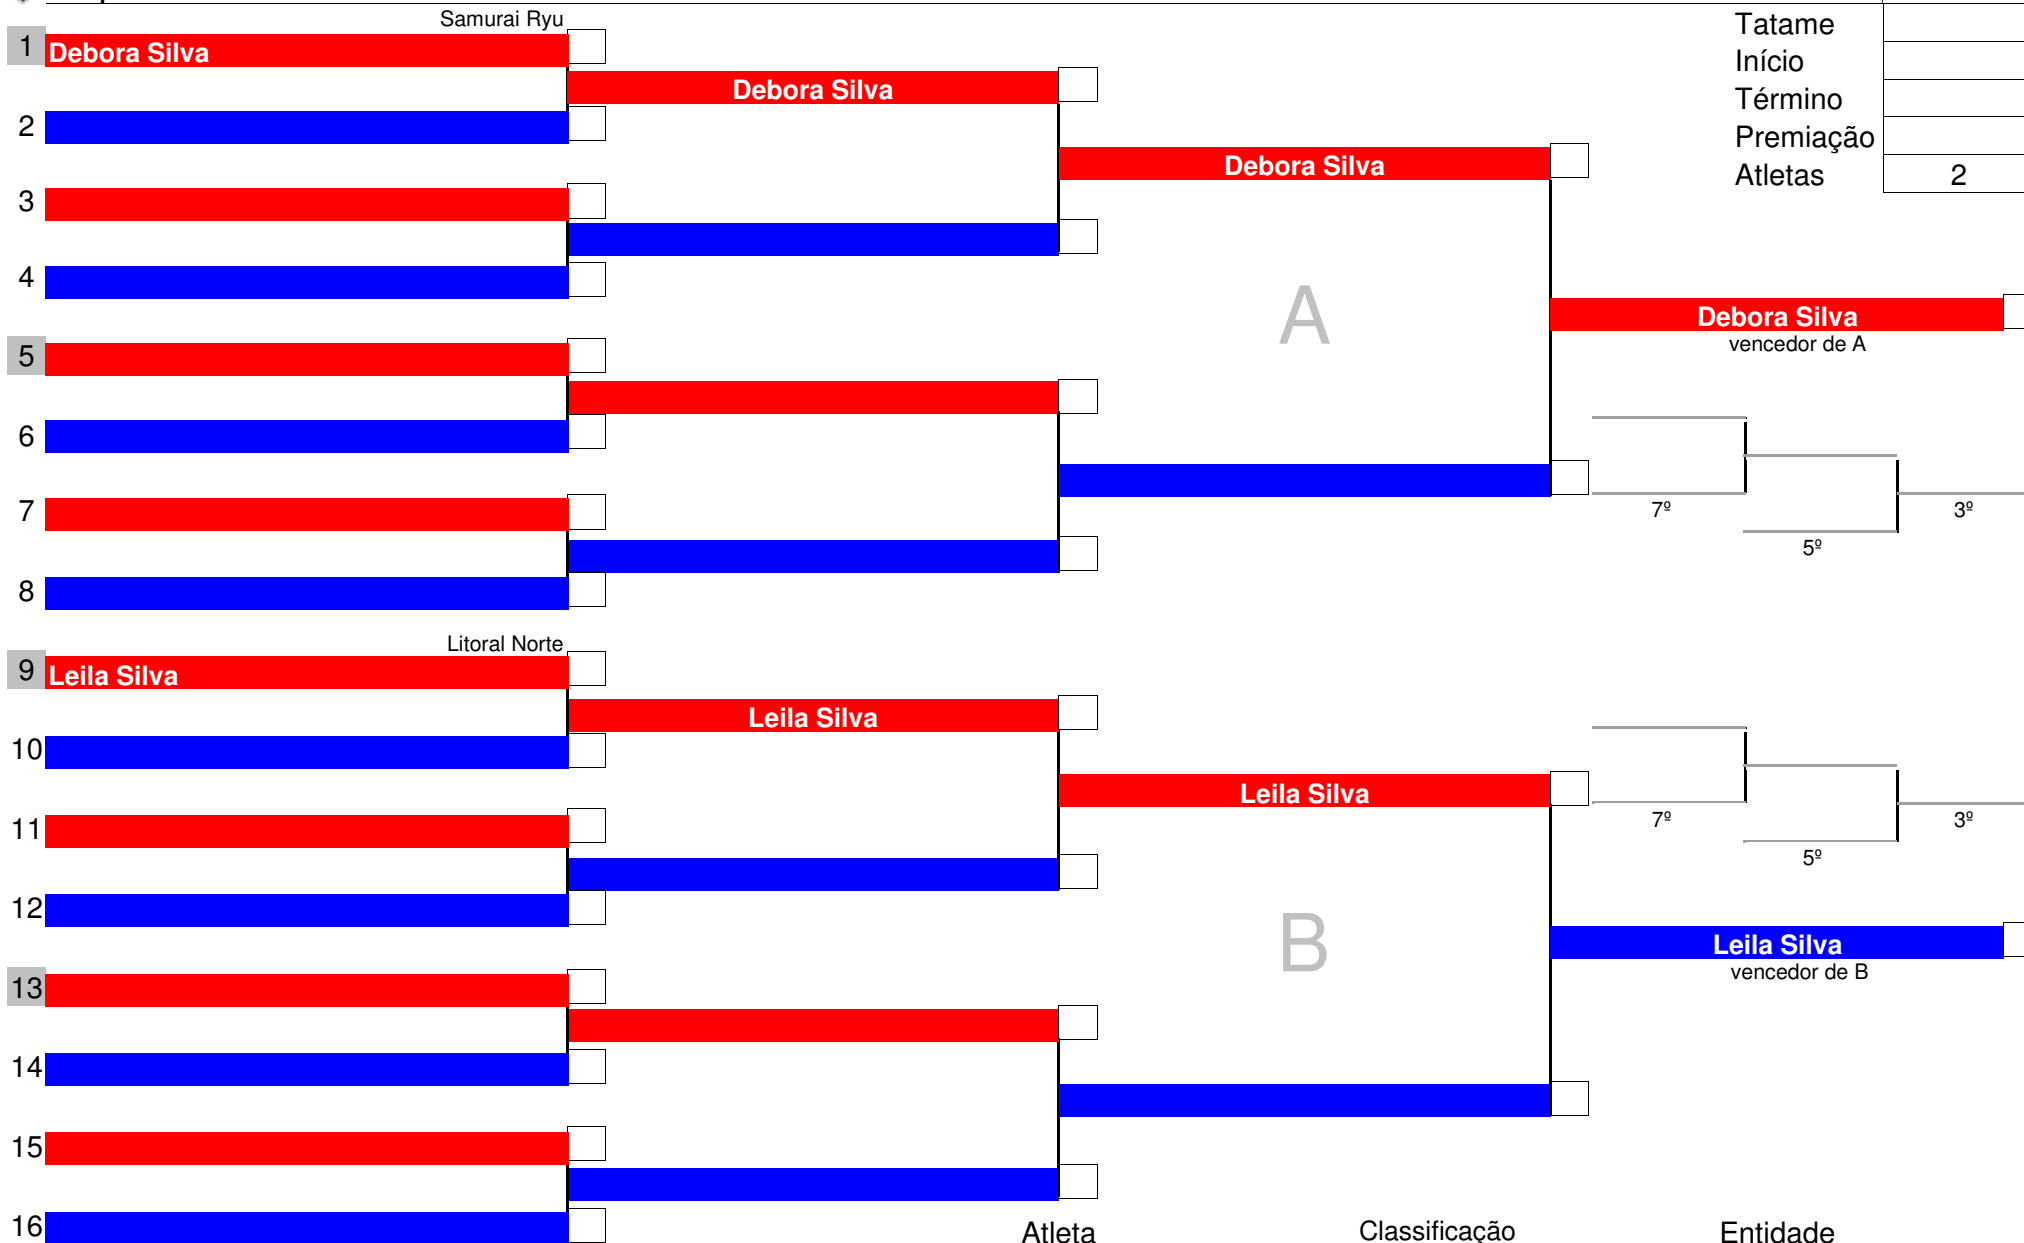 Samurai Ryu
Tatame
1 Debora Silva
Início
Debora Silva
Término
2
Premiação
Debora Silva
Atletas 2
3
4
A
Debora Silva
vencedor de A
5
6
7
7º 3º
5º
8
Litoral Norte
9 Leila Silva
Leila Silva
10
Leila Silva
11
7º 3º
5º
12
B
Leila Silva
vencedor de B
13
14
15
16
Atleta Classificação Entidade